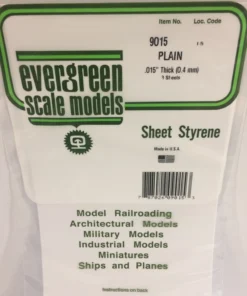 Item No. Loc. Code
9015
PLAIN
.015" Thick (0.4 mm)
evergreen
scale models
Sheet Styrene
Made in U.S.A.
Model Railroading
Architectural Models
Military Models
Industrial Models
Miniatures
Ships and Planes